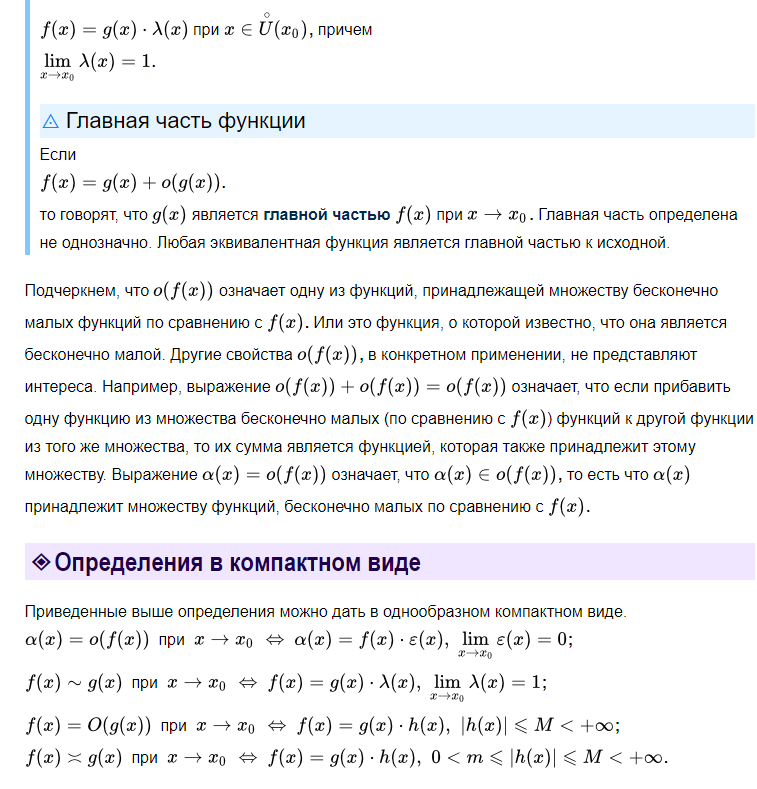 f(x) = g(x) · λ(x) при x ∈ Ů(x₀), причем
lim λ(x) = 1.
x→x₀
Главная часть функции
Если
f(x) = g(x) + o(g(x)).
то говорят, что g(x) является главной частью f(x) при x → x₀. Главная часть определена
не однозначно. Любая эквивалентная функция является главной частью к исходной.
Подчеркнем, что o(f(x)) означает одну из функций, принадлежащей множеству бесконечно
малых функций по сравнению с f(x). Или это функция, о которой известно, что она является
бесконечно малой. Другие свойства o(f(x)), в конкретном применении, не представляют
интереса. Например, выражение o(f(x)) + o(f(x)) = o(f(x)) означает, что если прибавить
одну функцию из множества бесконечно малых (по сравнению с f(x)) функций к другой функции
из того же множества, то их сумма является функцией, которая также принадлежит этому
множеству. Выражение α(x) = o(f(x)) означает, что α(x) ∈ o(f(x)), то есть что α(x)
принадлежит множеству функций, бесконечно малых по сравнению с f(x).
Определения в компактном виде
Приведенные выше определения можно дать в однообразном компактном виде.
α(x) = o(f(x)) при x → x₀ ⇔ α(x) = f(x) · ε(x), lim ε(x) = 0;
x→x₀
f(x) ∼ g(x) при x → x₀ ⇔ f(x) = g(x) · λ(x), lim λ(x) = 1;
x→x₀
f(x) = O(g(x)) при x → x₀ ⇔ f(x) = g(x) · h(x), |h(x)| ⩽ M < +∞;
f(x) ≍ g(x) при x → x₀ ⇔ f(x) = g(x) · h(x), 0 < m ⩽ |h(x)| ⩽ M < +∞.